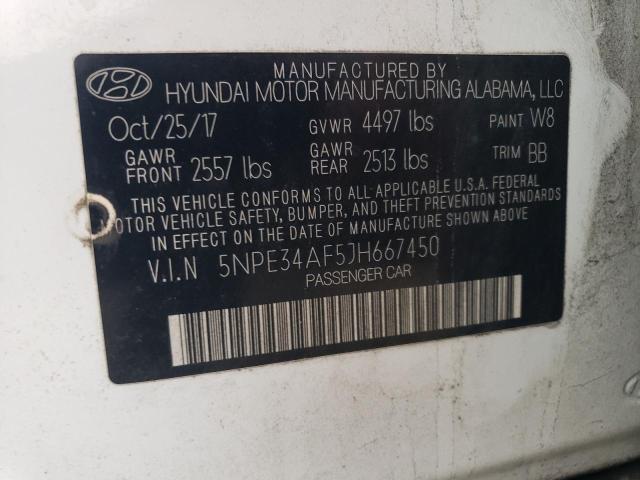 MANUFACTURED BY
HYUNDAI MOTOR MANUFACTURING ALABAMA, LLC
Oct/25/17 GVWR 4497 lbs PAINT W8
GAWR FRONT 2557 lbs GAWR REAR 2513 lbs TRIM BB
THIS VEHICLE CONFORMS TO ALL APPLICABLE U.S.A. FEDERAL
MOTOR VEHICLE SAFETY, BUMPER, AND THEFT PREVENTION STANDARDS
IN EFFECT ON THE DATE OF MANUFACTURE SHOWN ABOVE.
V.I.N 5NPE34AF5JH667450
PASSENGER CAR